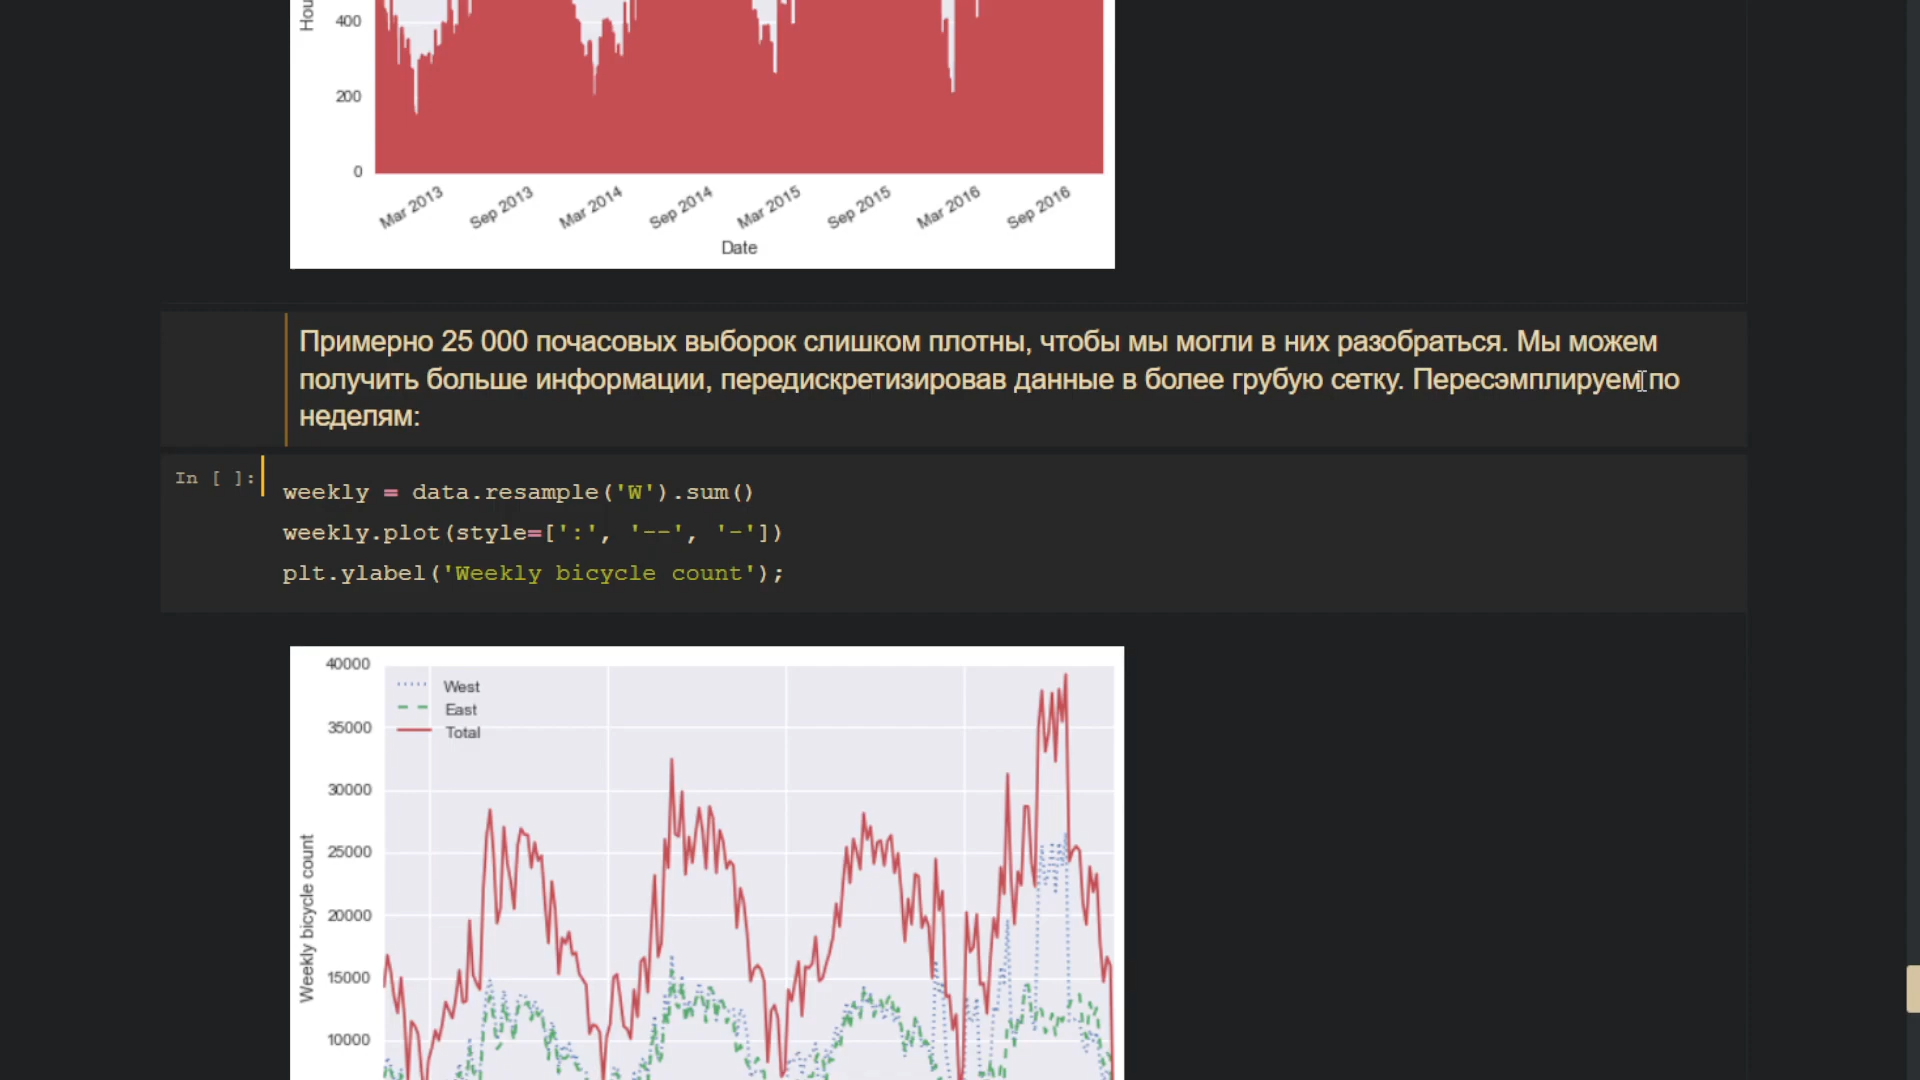 Hou
400
200
0
Mar 2013 Sep 2013 Mar 2014 Sep 2014 Mar 2015 Sep 2015 Mar 2016 Sep 2016
Date
Примерно 25 000 почасовых выборок слишком плотны, чтобы мы могли в них разобраться. Мы можем
получить больше информации, передискретизировав данные в более грубую сетку. Пересэмплируем по
неделям:
In [ ]:
weekly = data.resample('W').sum()
weekly.plot(style=[':', '--', '-'])
plt.ylabel('Weekly bicycle count');
40000
West
East
35000
Total
30000
25000
Weekly bicycle count
20000
15000
10000